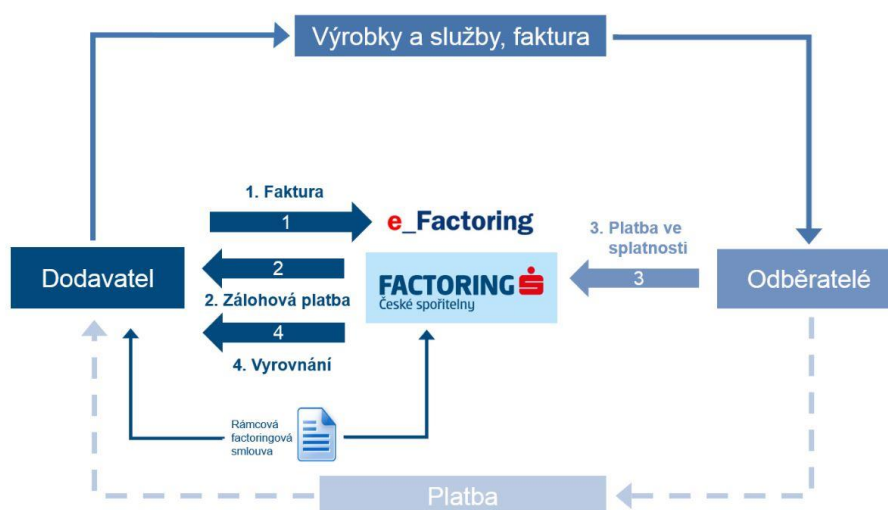 Výrobky a služby, faktura
1. Faktura
1
e_Factoring
3. Platba ve
splatnosti
Dodavatel
2
FACTORING
České spořitelny
3
Odběratelé
2. Zálohová platba
4
4. Vyrovnání
Rámcová
factoringová
smlouva
Platba